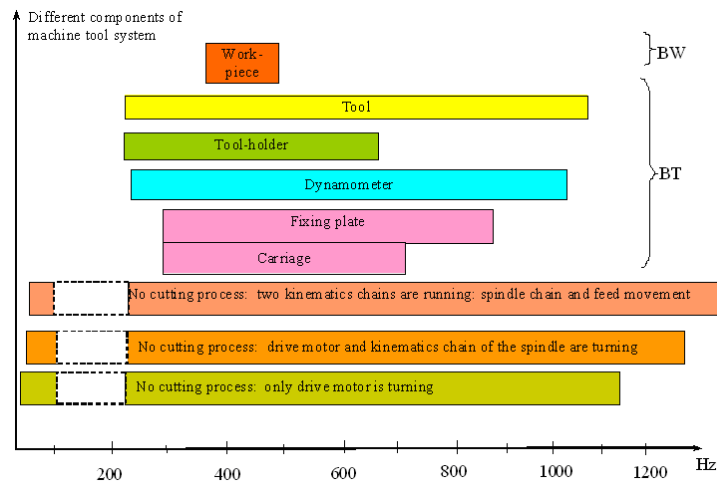 Different components of
machine tool system
Work-
piece
BW
Tool
Tool-holder
BT
Dynamometer
Fixing plate
Carriage
No cutting process: two kinematics chains are running: spindle chain and feed movement
No cutting process: drive motor and kinematics chain of the spindle are turning
No cutting process: only drive motor is turning
200 400 600 800 1000 1200 Hz